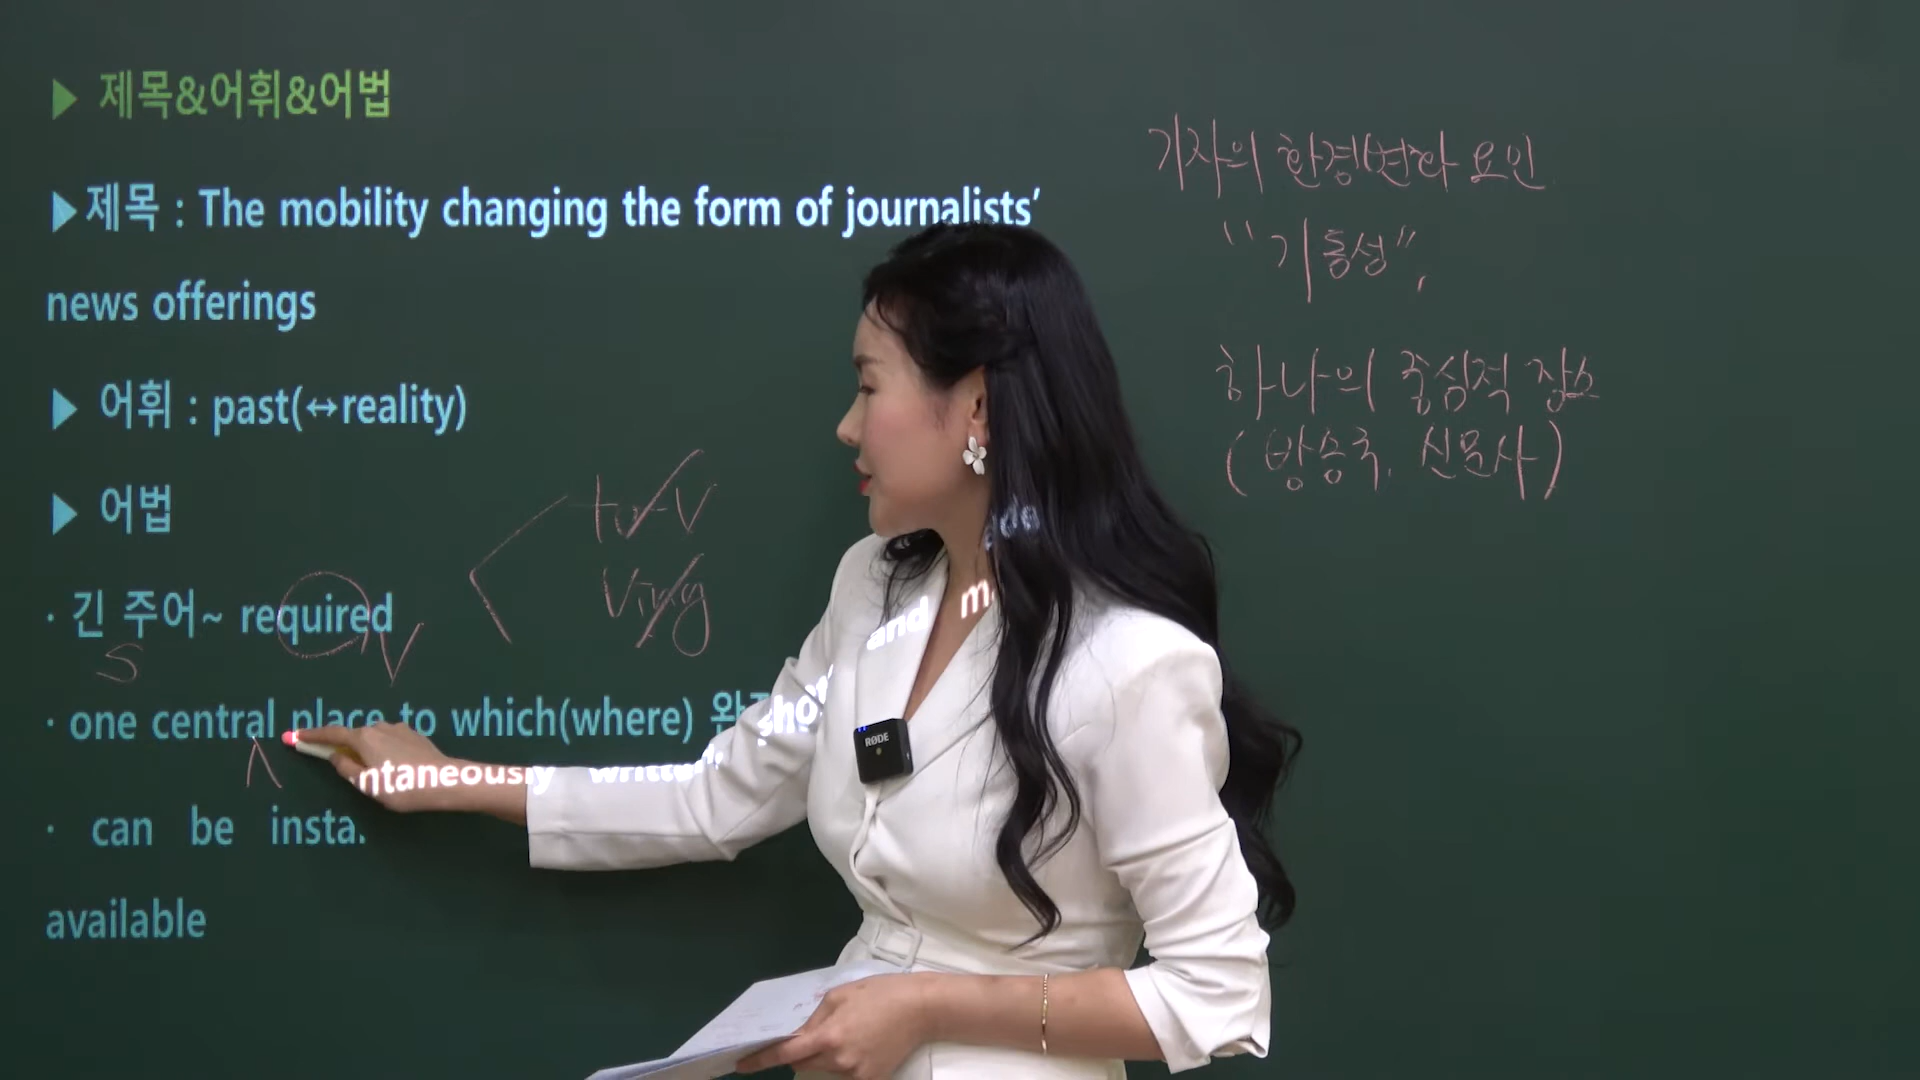 ▶ 제목&어휘&어법
▶제목 : The mobility changing the form of journalists'
news offerings
▶ 어휘 : past(↔reality)
▶ 어법
· 긴 주어~ required
S V
to-V
Ving
· one central place to which(where)
· can be
written,
and
available
기자의 환경변화 요인
"기동성",
하나의 중심적 장소
(방송국, 신문사)
RØDE